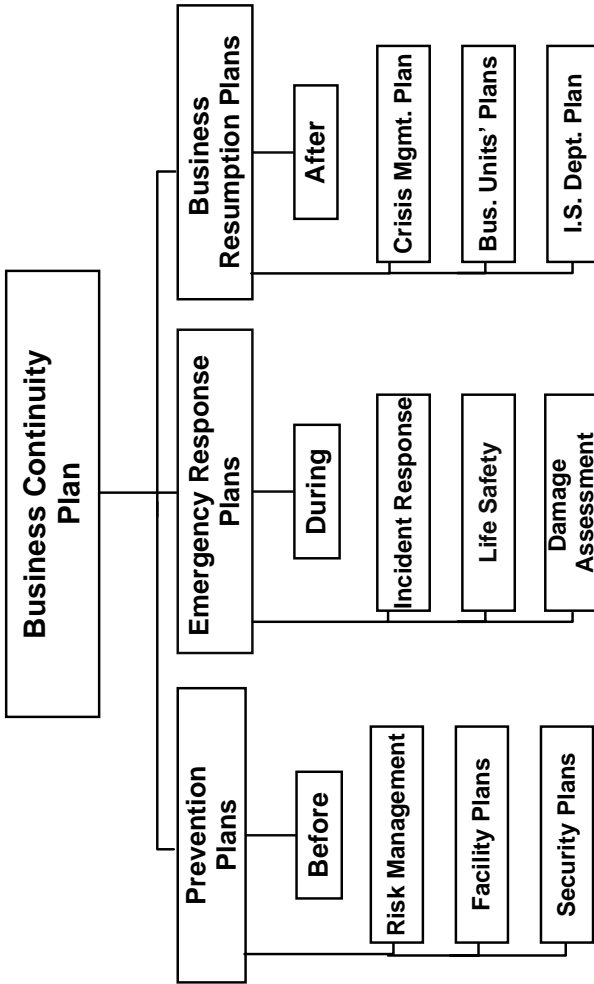 Business Continuity
Plan
Prevention
Plans
Before
Risk Management
Facility Plans
Security Plans
Emergency Response
Plans
During
Incident Response
Life Safety
Damage
Assessment
Business
Resumption Plans
After
Crisis Mgmt. Plan
Bus. Units’ Plans
I.S. Dept. Plan